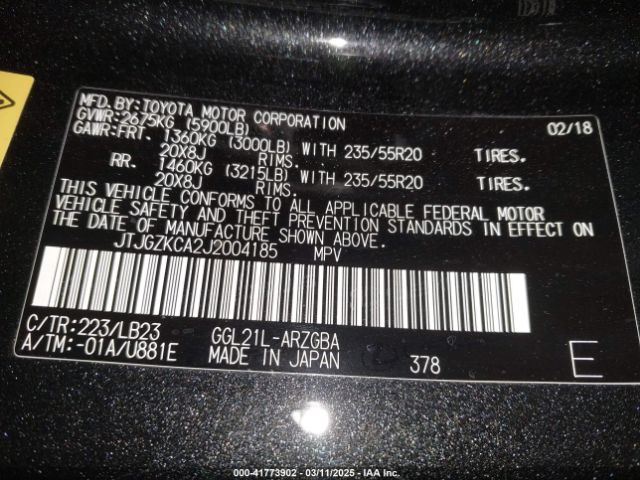 MFD. BY: TOYOTA MOTOR CORPORATION 02/18
GVWR: 2675KG (5900LB)
GAWR: FRT. 1360KG (3000LB) WITH 235/55R20 TIRES.
20X8J RIMS.
RR. 1460KG (3215LB) WITH 235/55R20 TIRES.
20X8J RIMS.
THIS VEHICLE CONFORMS TO ALL APPLICABLE FEDERAL MOTOR
VEHICLE SAFETY AND THEFT PREVENTION STANDARDS IN EFFECT ON
THE DATE OF MANUFACTURE SHOWN ABOVE.
JTJGZKCA2J2004185 MPV
C/TR: 223/LB23 GGL21L-ARZGBA
A/TM: -01A/U881E MADE IN JAPAN 378 E
www.iaai.com - 41773902 - 03/11/2025 - IAA Inc.